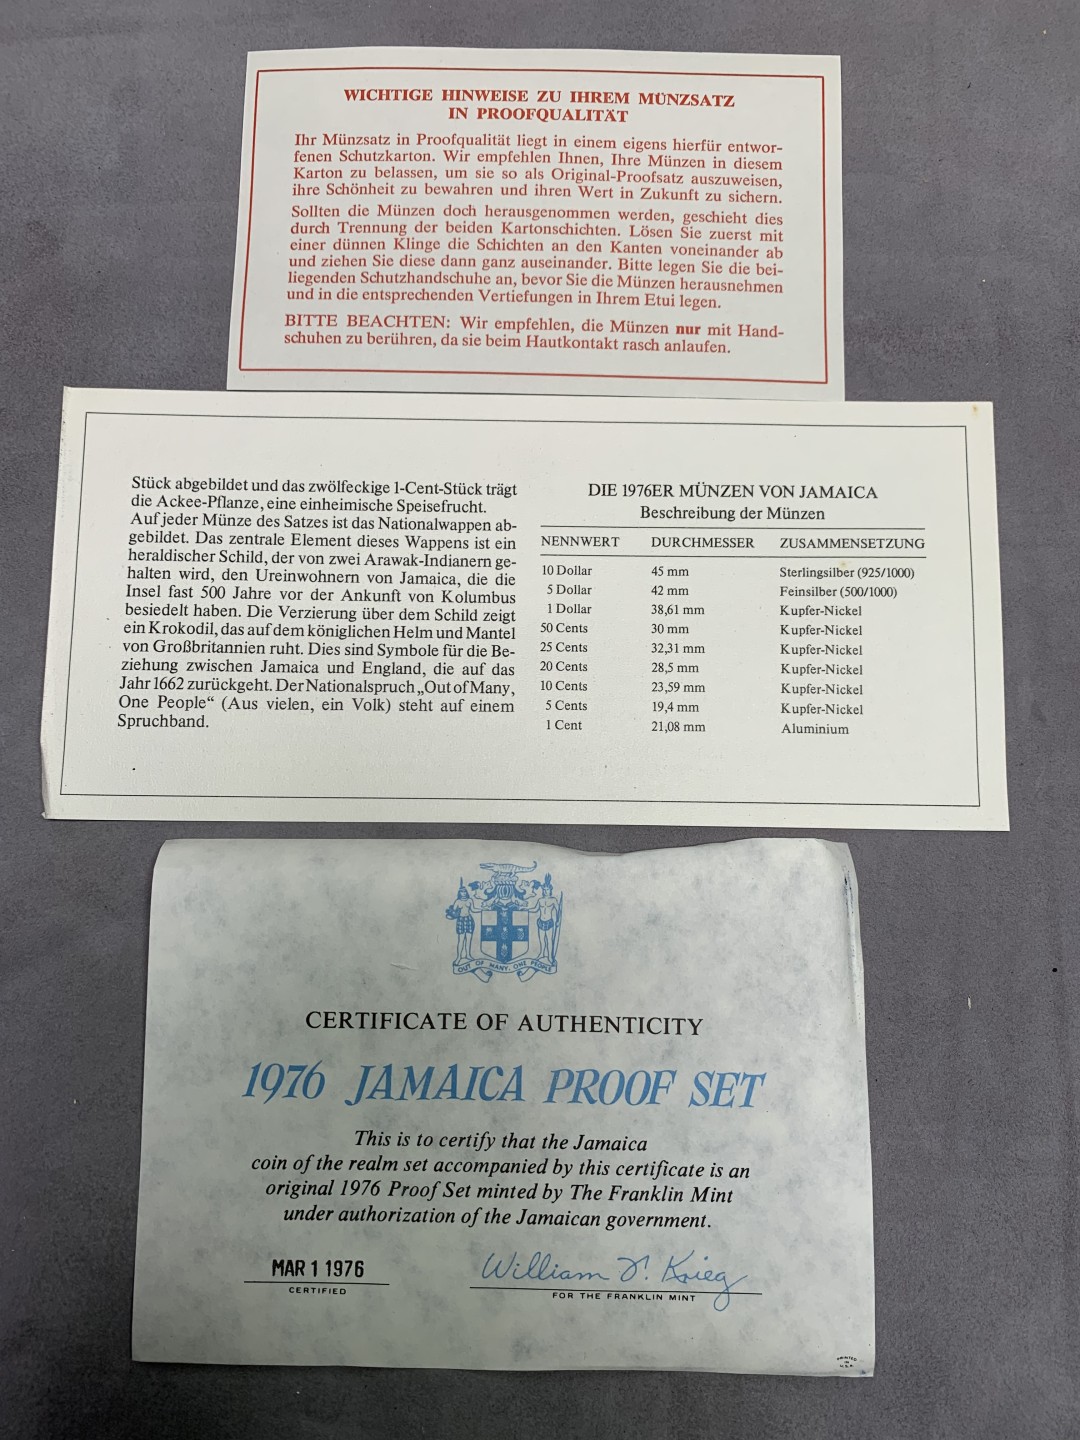 WICHTIGE HINWEISE ZU IHREM MÜNZSATZ
IN PROOFQUALITÄT
Ihr Münzsatz in Proofqualität liegt in einem eigens hierfür entwor-
fenen Schutzkarton. Wir empfehlen Ihnen, Ihre Münzen in diesem
Karton zu belassen, um sie so als Original-Proofsatz auszuweisen,
ihre Schönheit zu bewahren und ihren Wert in Zukunft zu sichern.
Sollten die Münzen doch herausgenommen werden, geschieht dies
durch Trennung der beiden Kartonschichten. Lösen Sie zuerst mit
einer dünnen Klinge die Schichten an den Kanten voneinander ab
und ziehen Sie diese dann ganz auseinander. Bitte legen Sie die bei-
liegenden Schutzhandschuhe an, bevor Sie die Münzen herausnehmen
und in die entsprechenden Vertiefungen in Ihrem Etui legen.
BITTE BEACHTEN: Wir empfehlen, die Münzen nur mit Hand-
schuhen zu berühren, da sie beim Hautkontakt rasch anlaufen.
Stück abgebildet und das zwölfeckige 1-Cent-Stück trägt
die Ackee-Pflanze, eine einheimische Speisefrucht.
Auf jeder Münze des Satzes ist das Nationalwappen ab-
gebildet. Das zentrale Element dieses Wappens ist ein
heraldischer Schild, der von zwei Arawak-Indianern ge-
halten wird, den Ureinwohnern von Jamaica, die die
Insel fast 500 Jahre vor der Ankunft von Kolumbus
besiedelt haben. Die Verzierung über dem Schild zeigt
ein Krokodil, das auf dem königlichen Helm und Mantel
von Großbritannien ruht. Dies sind Symbole für die Be-
ziehung zwischen Jamaica und England, die auf das
Jahr 1662 zurückgeht. Der Nationalspruch „Out of Many,
One People“ (Aus vielen, ein Volk) steht auf einem
Spruchband.
DIE 1976ER MÜNZEN VON JAMAICA
Beschreibung der Münzen
NENNWERT DURCHMESSER ZUSAMMENSETZUNG
10 Dollar 45 mm Sterlingsilber (925/1000)
5 Dollar 42 mm Feinsilber (500/1000)
1 Dollar 38,61 mm Kupfer-Nickel
50 Cents 30 mm Kupfer-Nickel
25 Cents 32,31 mm Kupfer-Nickel
20 Cents 28,5 mm Kupfer-Nickel
10 Cents 23,59 mm Kupfer-Nickel
5 Cents 19,4 mm Kupfer-Nickel
1 Cent 21,08 mm Aluminium
OUT OF MANY, ONE PEOPLE
CERTIFICATE OF AUTHENTICITY
1976 JAMAICA PROOF SET
This is to certify that the Jamaica
coin of the realm set accompanied by this certificate is an
original 1976 Proof Set minted by The Franklin Mint
under authorization of the Jamaican government.
MAR 1 1976
CERTIFIED
William T. Krieg
FOR THE FRANKLIN MINT
PRINTED
IN
U.S.A.